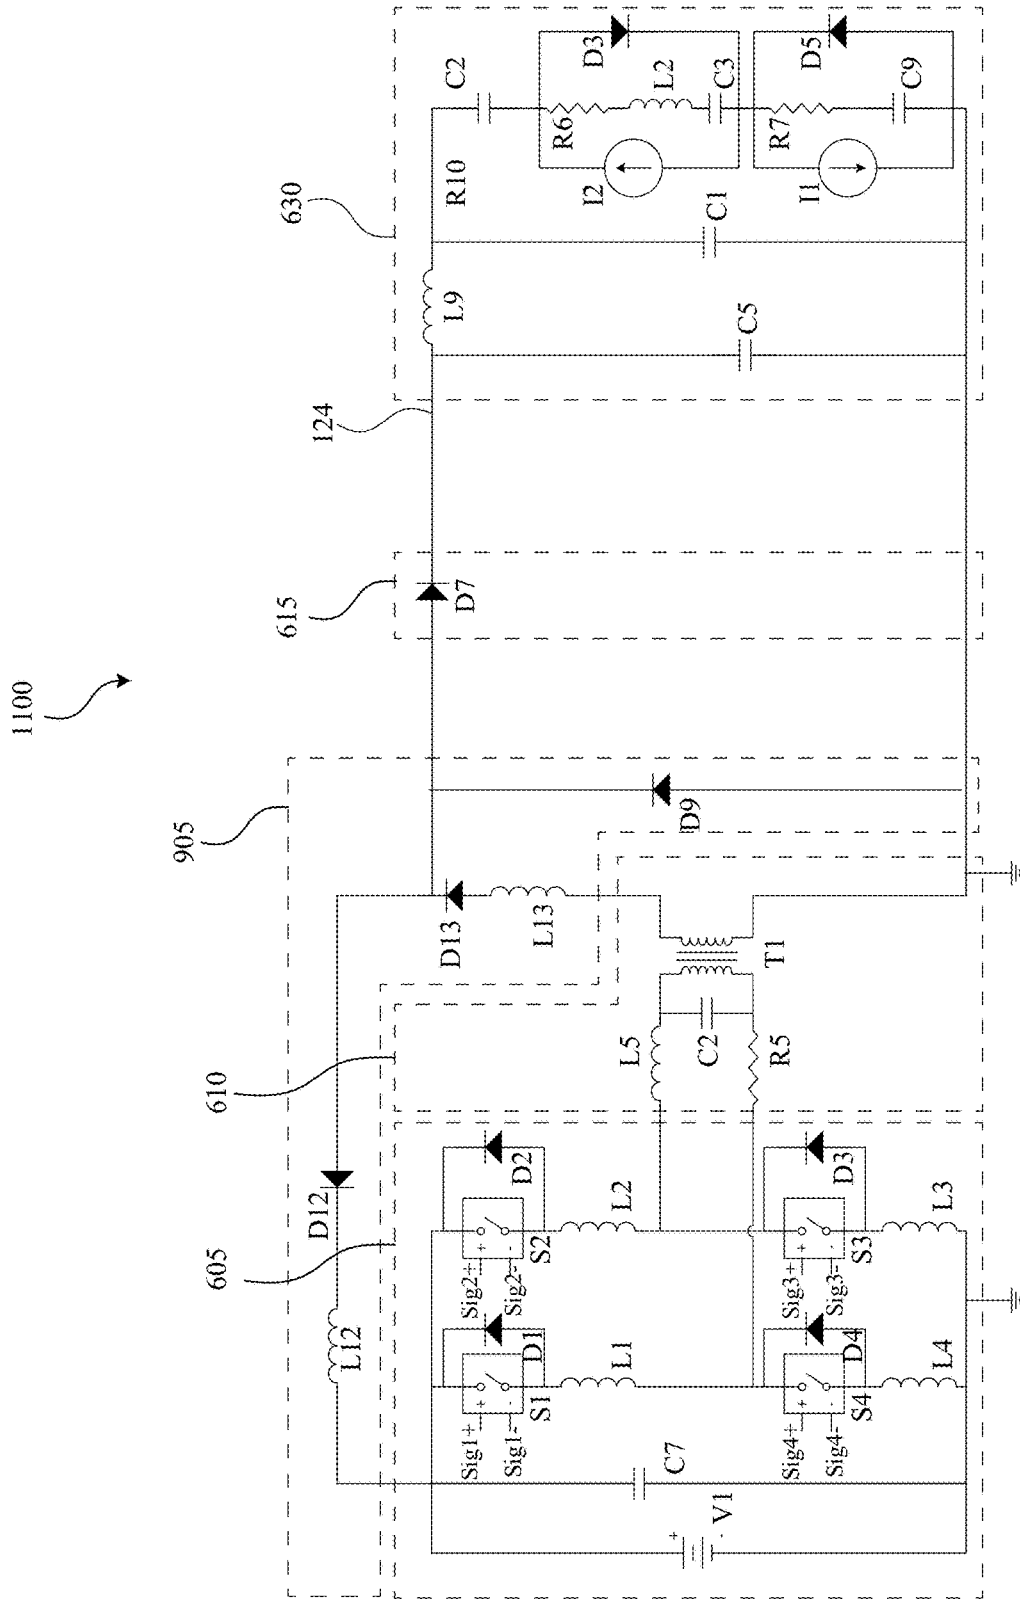 1100
905
610
605
615
124
630
D12
L12
D13
L13
D9
D7
L9
R10
C2
D3
R6
L2
C3
I2
D5
R7
C9
I1
C1
C5
T1
L5
C2
R5
Sig1+
Sig1-
+
-
S1
D1
L1
Sig2+
Sig2-
+
-
S2
D2
L2
Sig4+
Sig4-
+
-
S4
D4
L4
Sig3+
Sig3-
+
-
S3
D3
L3
C7
+
V1
-